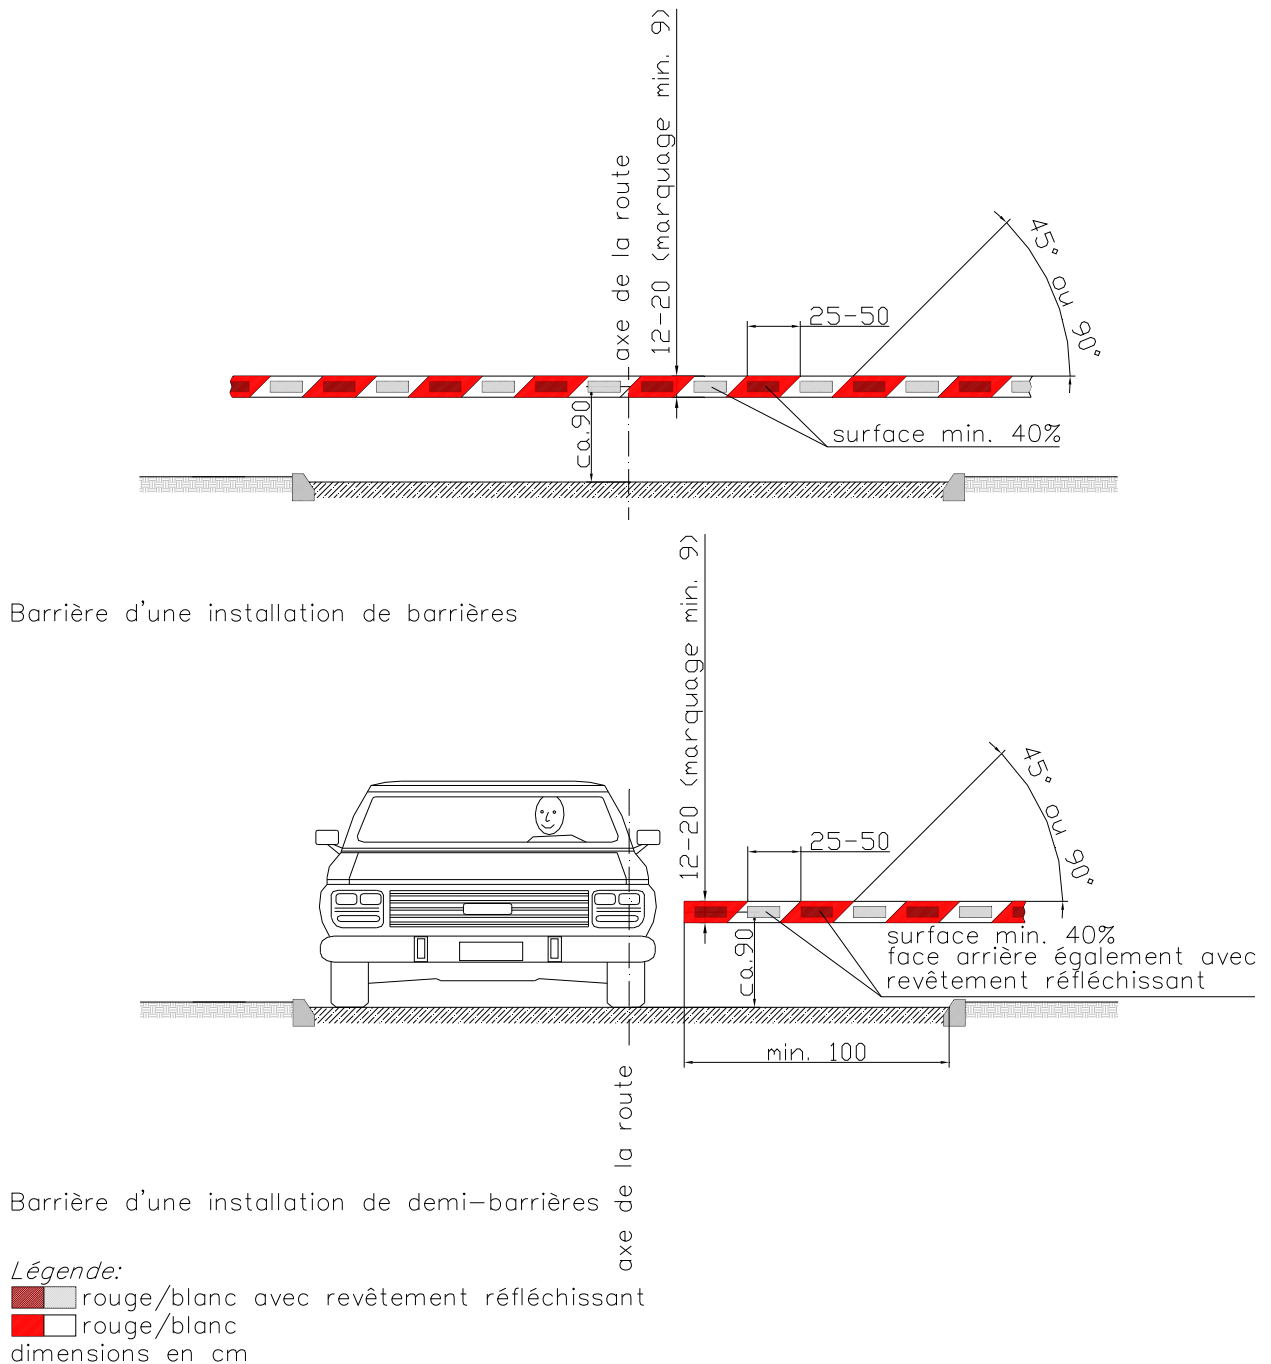 12-20 (marquage min. 9)
axe de la route
45° ou 90°
25-50
ca.90
surface min. 40%
Barrière d'une installation de barrières
12-20 (marquage min. 9)
45° ou 90°
25-50
ca.90
surface min. 40%
face arrière également avec
revêtement réfléchissant
min. 100
axe de la route
Barrière d'une installation de demi-barrières
Légende:
rouge/blanc avec revêtement réfléchissant
rouge/blanc
dimensions en cm